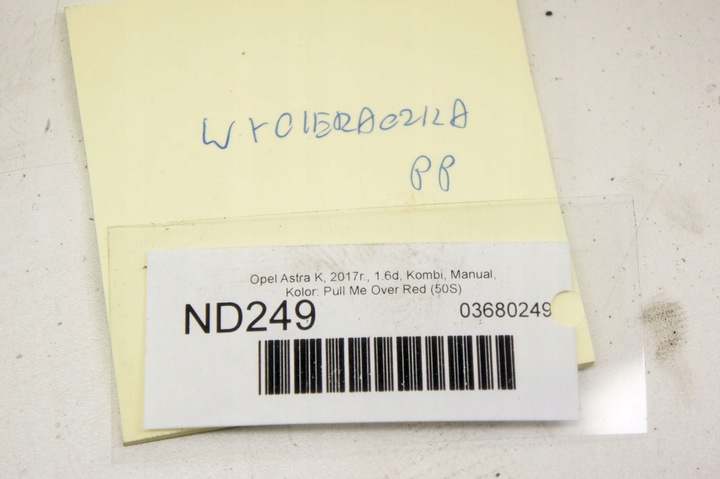 WYCIERACZKA
PP
Opel Astra K, 2017r., 1.6d, Kombi, Manual,
Kolor: Pull Me Over Red (50S)
ND249
03680249